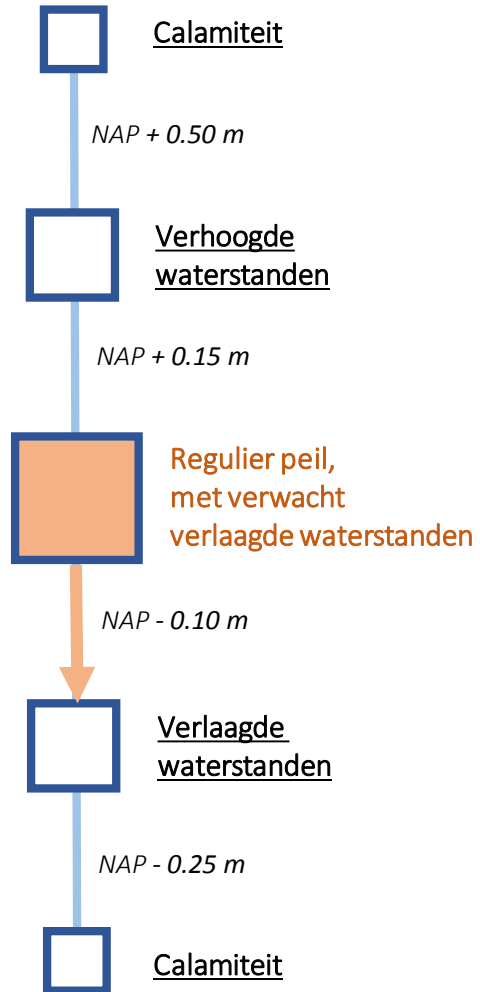 Calamiteit
NAP + 0.50 m
Verhoogde
waterstanden
NAP + 0.15 m
Regulier peil,
met verwacht
verlaagde waterstanden
NAP - 0.10 m
Verlaagde
waterstanden
NAP - 0.25 m
Calamiteit